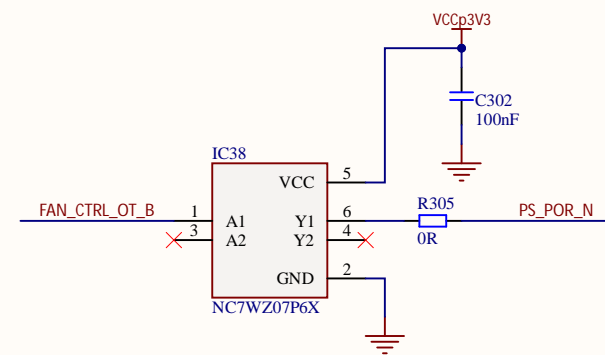 VCCp3V3
C302
100nF
IC38
VCC 5
R305
FAN_CTRL_OT_B 1 A1 Y1 6 PS_POR_N
3 A2 Y2 4 0R
GND 2
NC7WZ07P6X